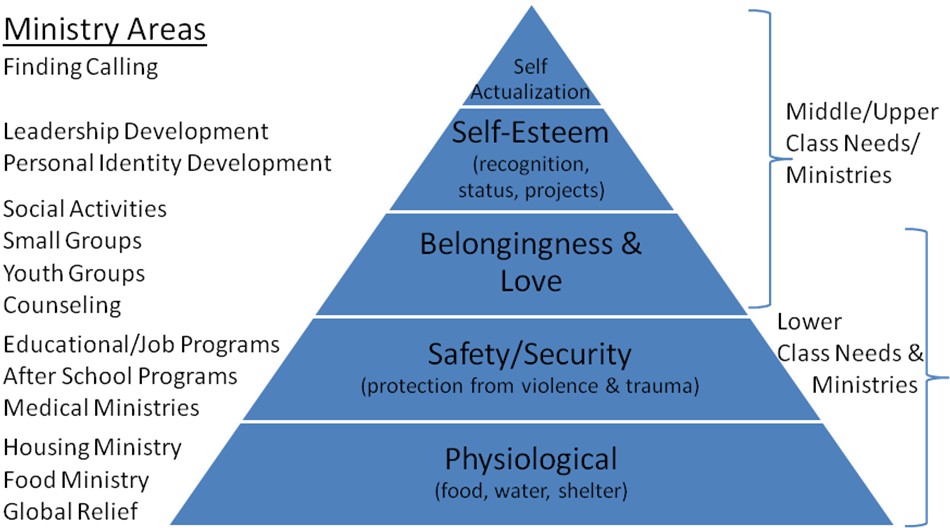 Ministry Areas
Finding Calling
Leadership Development
Personal Identity Development
Social Activities
Small Groups
Youth Groups
Counseling
Educational/Job Programs
After School Programs
Medical Ministries
Housing Ministry
Food Ministry
Global Relief
Self
Actualization
Self-Esteem
(recognition,
status, projects)
Belongingness &
Love
Safety/Security
(protection from violence & trauma)
Physiological
(food, water, shelter)
Middle/Upper
Class Needs/
Ministries
Lower
Class Needs &
Ministries